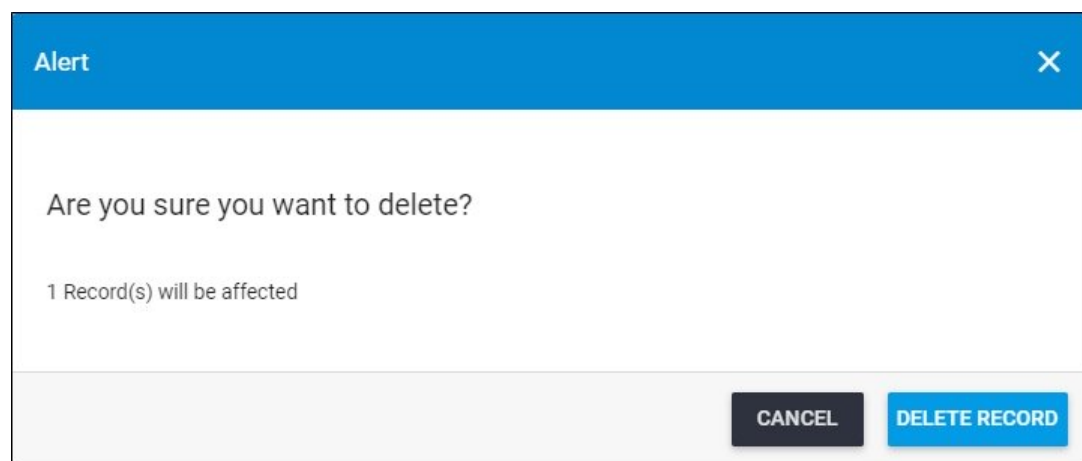 Alert
Are you sure you want to delete?
1 Record(s) will be affected
CANCEL DELETE RECORD